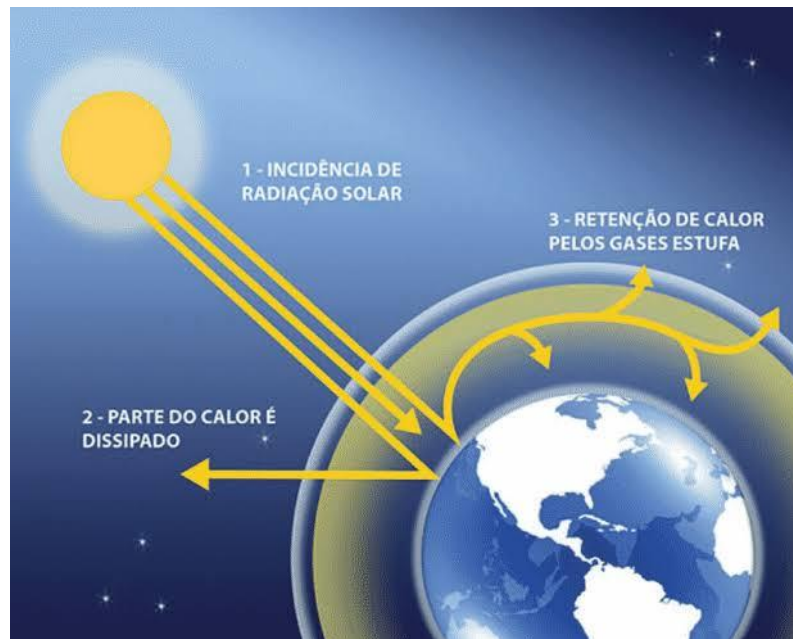 1 - INCIDÊNCIA DE
RADIAÇÃO SOLAR
3 - RETENÇÃO DE CALOR
PELOS GASES ESTUFA
2 - PARTE DO CALOR É
DISSIPADO